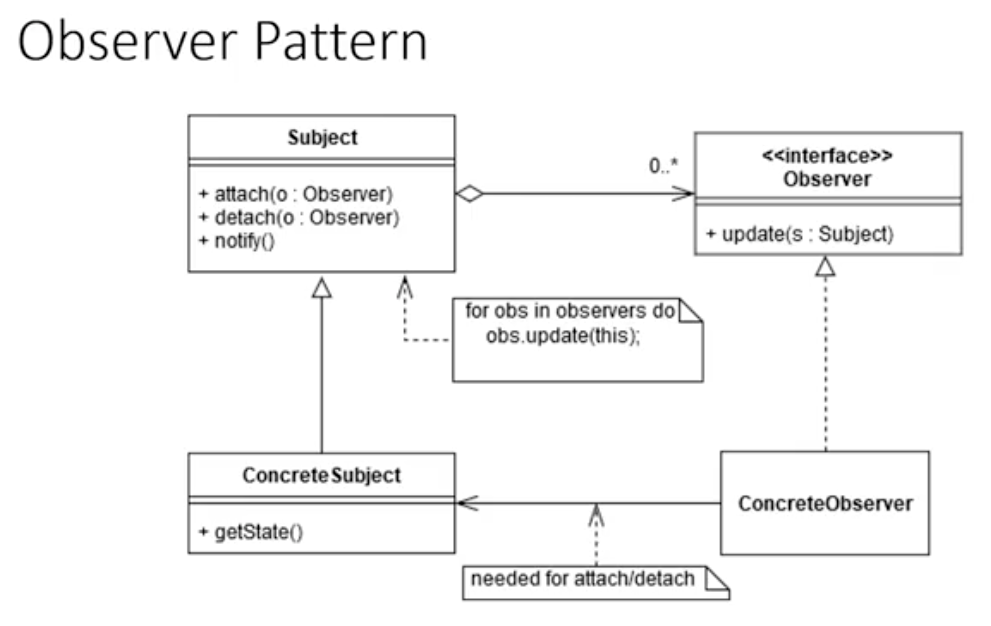 Observer Pattern
Subject
+ attach(o : Observer)
+ detach(o : Observer)
+ notify()
0..*
<<interface>>
Observer
+ update(s : Subject)
for obs in observers do
obs.update(this);
ConcreteSubject
+ getState()
ConcreteObserver
needed for attach/detach